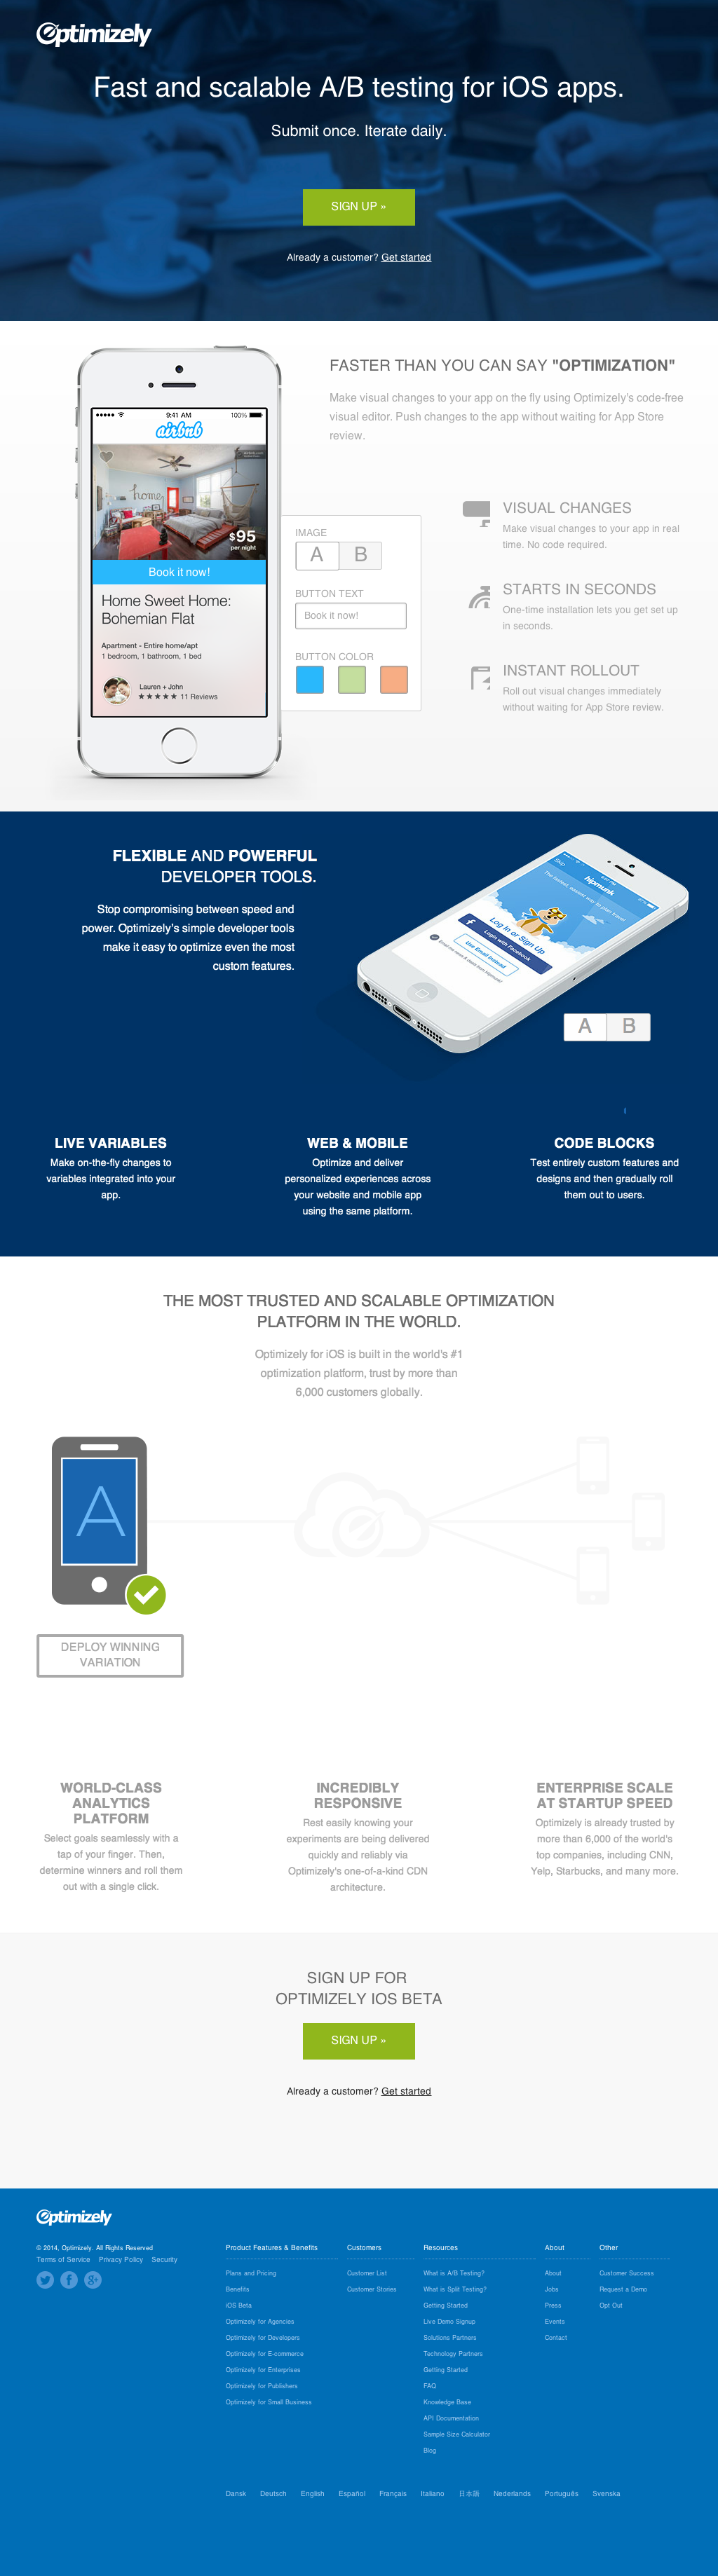 Optimizely
Fast and scalable A/B testing for iOS apps.
Submit once. Iterate daily.
SIGN UP »
Already a customer? Get started
9:41 AM
100%
airbnb
home
$95
per night
Book it now!
Home Sweet Home:
Bohemian Flat
Apartment - Entire home/apt
1 bedroom, 1 bathroom, 1 bed
Lauren + John
★★★★★ 11 Reviews
IMAGE
A B
BUTTON TEXT
Book it now!
BUTTON COLOR
FASTER THAN YOU CAN SAY "OPTIMIZATION"
Make visual changes to your app on the fly using Optimizely's code-free
visual editor. Push changes to the app without waiting for App Store
review.
VISUAL CHANGES
Make visual changes to your app in real
time. No code required.
STARTS IN SECONDS
One-time installation lets you get set up
in seconds.
INSTANT ROLLOUT
Roll out visual changes immediately
without waiting for App Store review.
FLEXIBLE AND POWERFUL
DEVELOPER TOOLS.
Stop compromising between speed and
power. Optimizely's simple developer tools
make it easy to optimize even the most
custom features.
Skip
hipmunk
The fastest, easiest way to plan travel
Log In or Sign Up
f Login with Facebook
Use Email Instead
A B
LIVE VARIABLES
Make on-the-fly changes to
variables integrated into your
app.
WEB & MOBILE
Optimize and deliver
personalized experiences across
your website and mobile app
using the same platform.
CODE BLOCKS
Test entirely custom features and
designs and then gradually roll
them out to users.
THE MOST TRUSTED AND SCALABLE OPTIMIZATION
PLATFORM IN THE WORLD.
Optimizely for iOS is built in the world's #1
optimization platform, trust by more than
6,000 customers globally.
A
DEPLOY WINNING
VARIATION
WORLD-CLASS
ANALYTICS
PLATFORM
Select goals seamlessly with a
tap of your finger. Then,
determine winners and roll them
out with a single click.
INCREDIBLY
RESPONSIVE
Rest easily knowing your
experiments are being delivered
quickly and reliably via
Optimizely's one-of-a-kind CDN
architecture.
ENTERPRISE SCALE
AT STARTUP SPEED
Optimizely is already trusted by
more than 6,000 of the world's
top companies, including CNN,
Yelp, Starbucks, and many more.
SIGN UP FOR
OPTIMIZELY IOS BETA
SIGN UP »
Already a customer? Get started
Optimizely
© 2014, Optimizely. All Rights Reserved
Terms of Service Privacy Policy Security
Product Features & Benefits
Plans and Pricing
Benefits
iOS Beta
Optimizely for Agencies
Optimizely for Developers
Optimizely for E-commerce
Optimizely for Enterprises
Optimizely for Publishers
Optimizely for Small Business
Customers
Customer List
Customer Stories
Resources
What is A/B Testing?
What is Split Testing?
Getting Started
Live Demo Signup
Solutions Partners
Technology Partners
Getting Started
FAQ
Knowledge Base
API Documentation
Sample Size Calculator
Blog
About
About
Jobs
Press
Events
Contact
Other
Customer Success
Request a Demo
Opt Out
Dansk Deutsch English Español Français Italiano 日本語 Nederlands Português Svenska